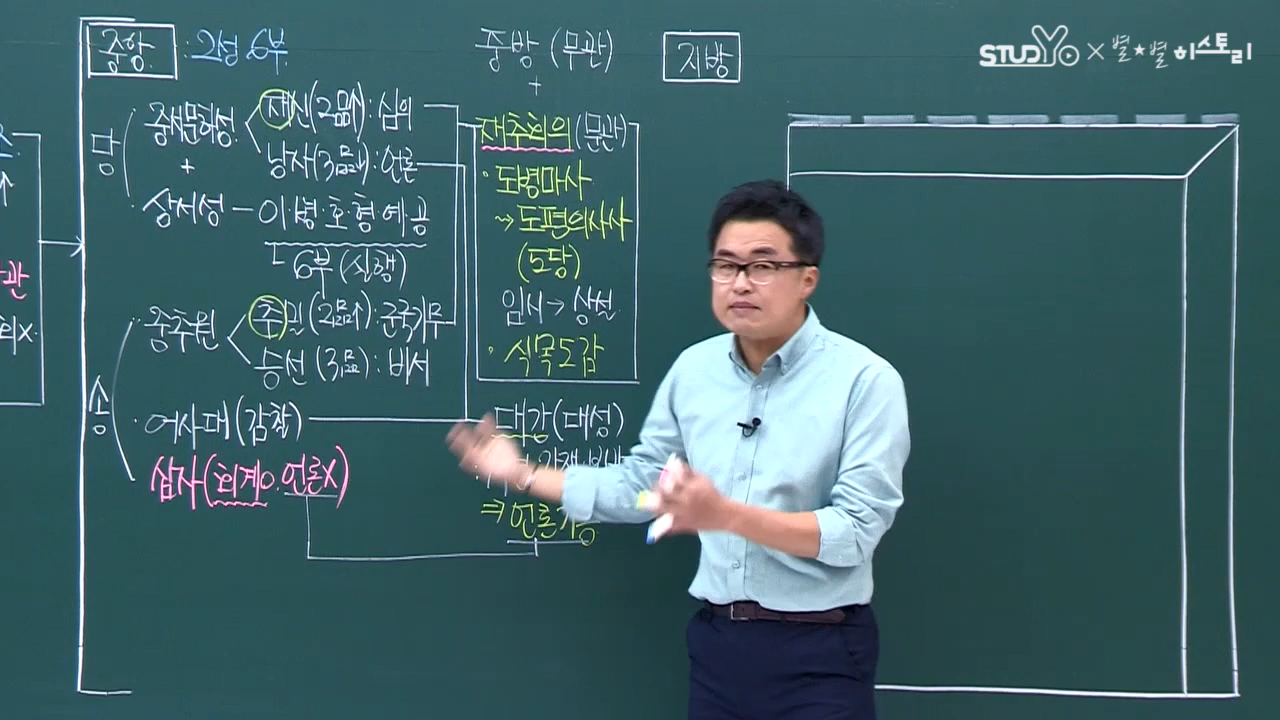 중앙 : 2성 6부
당
중서문하성
재신(2품↑) : 심의
낭사(3품↓) : 언론
+
상서성 - 이·병·호·형·예·공
6부 (실행)
송
중추원
추밀(2품↑) : 군국기무
승선(3품) : 비서
어사대 (감찰)
삼사 (회계o. 언론x)
중방 (무관)
+
재추회의 (문관)
· 도병마사
→ 도평의사사
(도당)
임시 → 상설
· 식목도감
대간 (대성)
⇒ 언론기능
지방
STUDYO × 별★별 히스토리
관
회x.